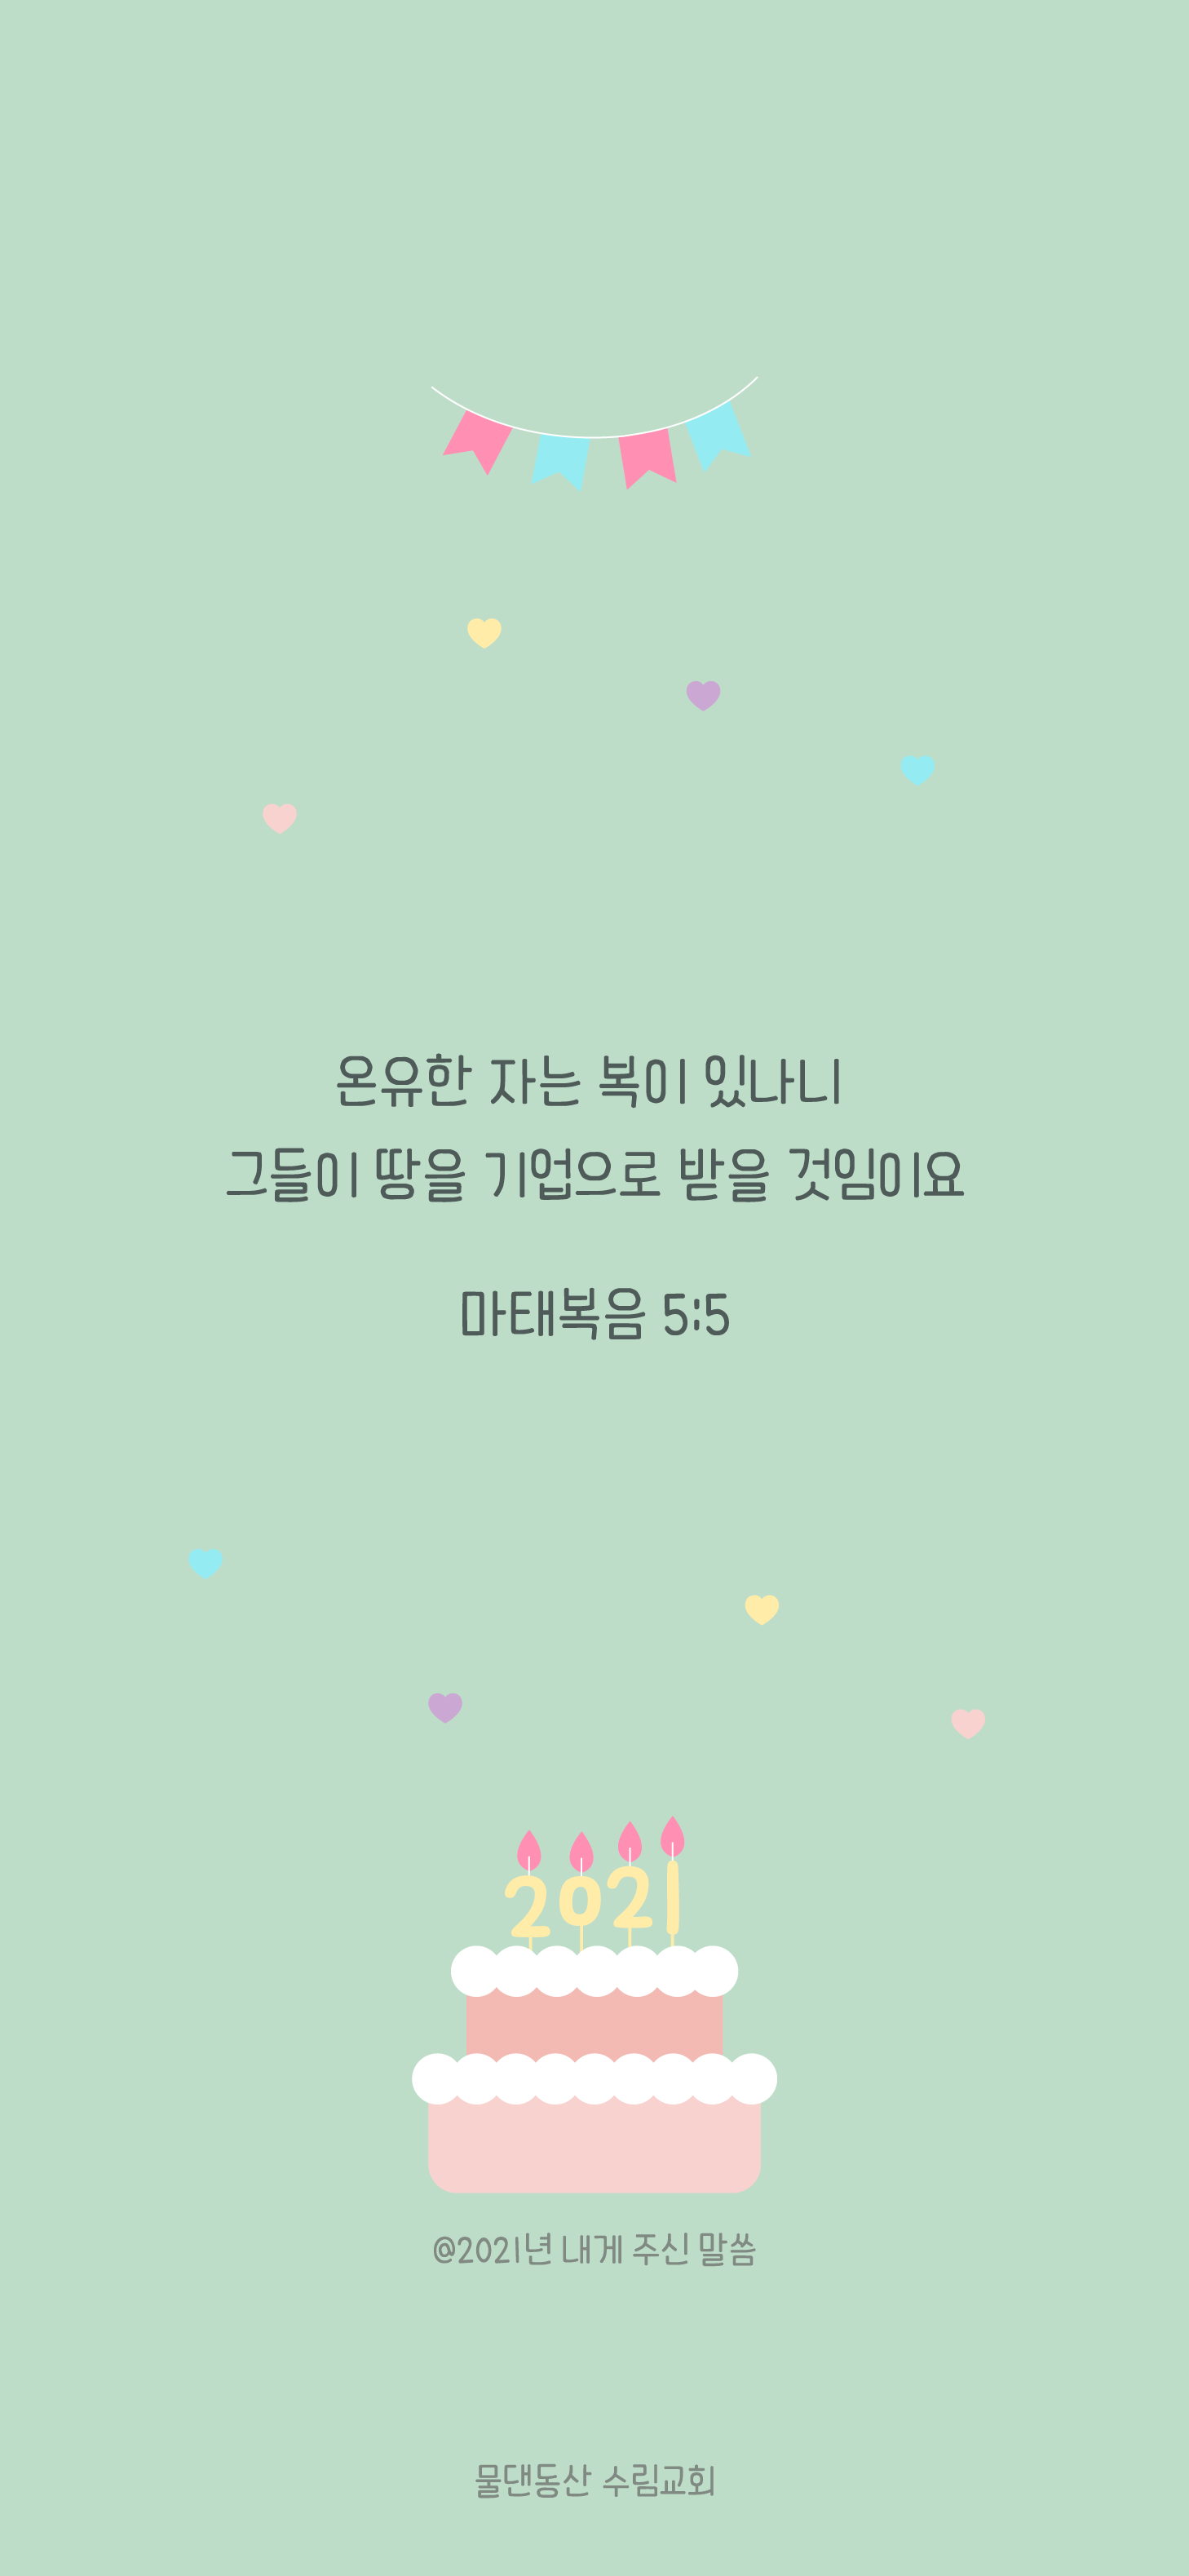 온유한 자는 복이 있나니
그들이 땅을 기업으로 받을 것임이요
마태복음 5:5
2021
@2021년 내게 주신 말씀
물댄동산 수림교회